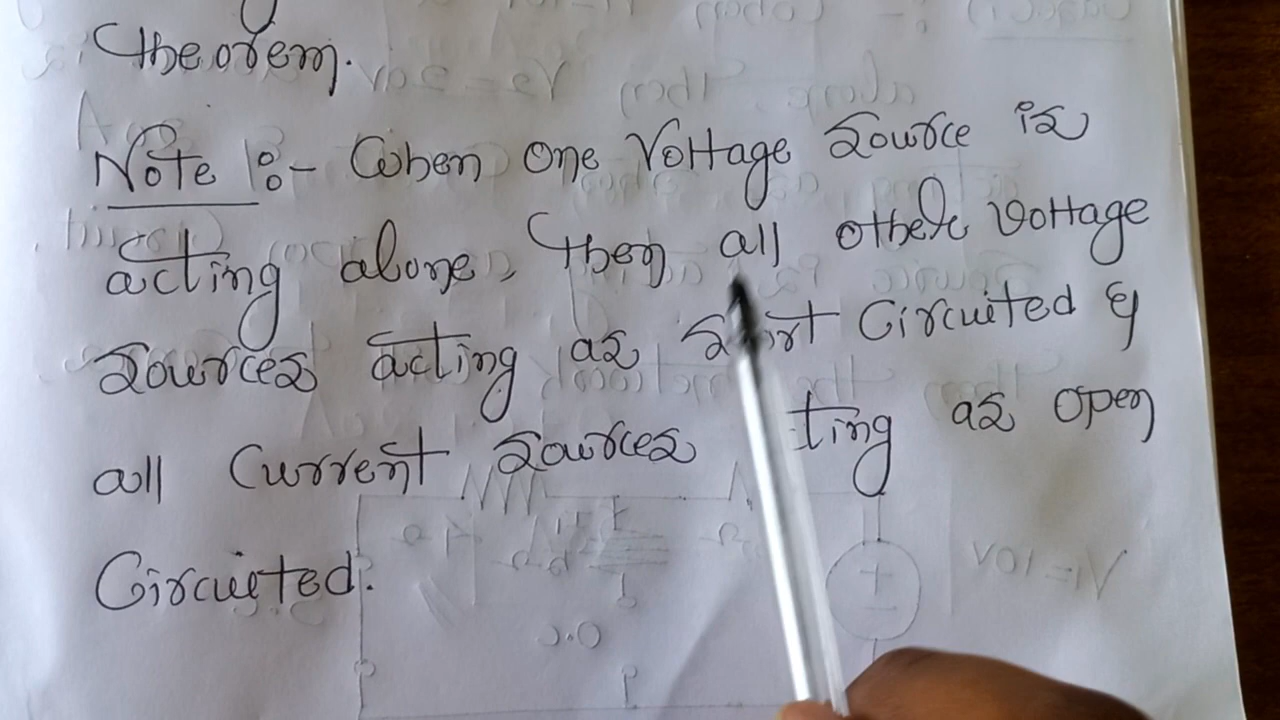 Theorem.
Note :- When one Voltage Source is
acting alone, then all other voltage
Sources acting as Short Circuited &
all Current Sources ting as open
Circuited.